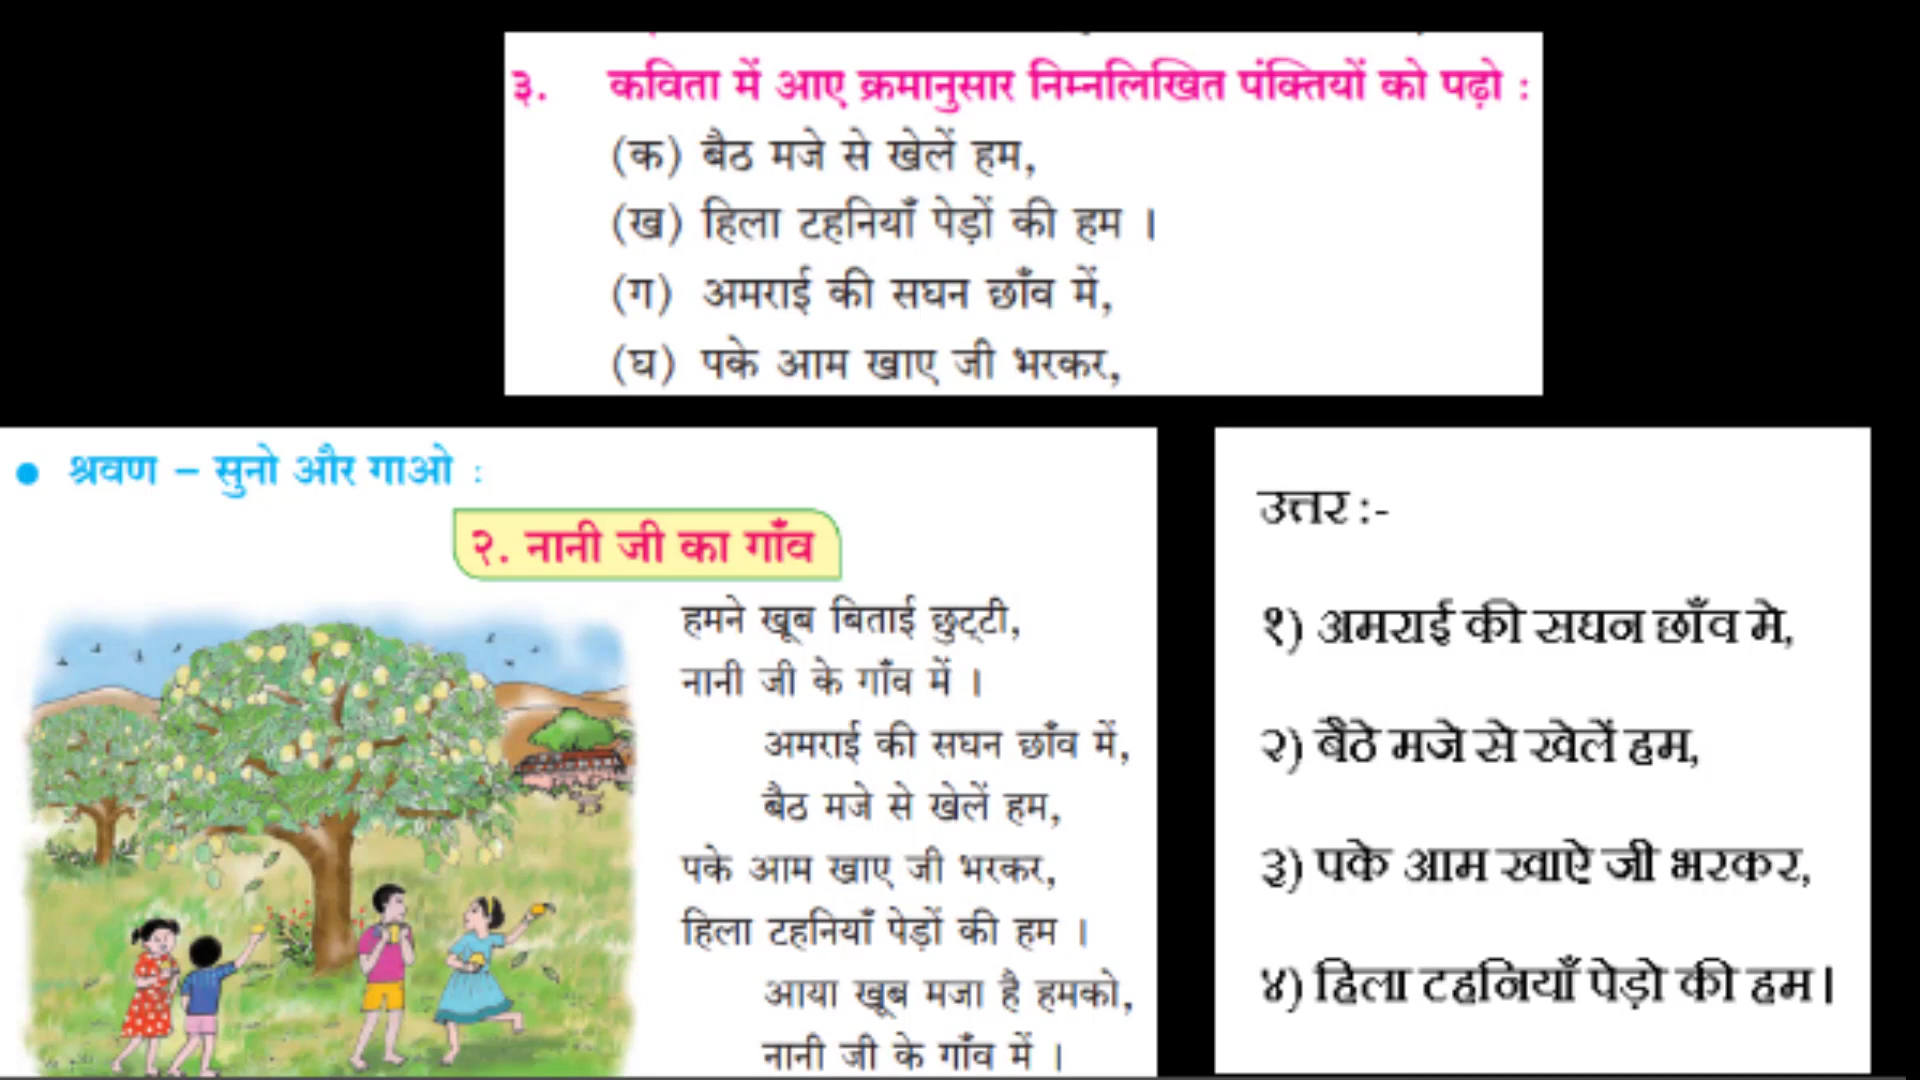 ३. कविता में आए क्रमानुसार निम्नलिखित पंक्तियों को पढ़ो :
(क) बैठ मजे से खेलें हम,
(ख) हिला टहनियाँ पेड़ों की हम ।
(ग) अमराई की सघन छाँव में,
(घ) पके आम खाए जी भरकर,
● श्रवण – सुनो और गाओ :
२. नानी जी का गाँव
हमने खूब बिताई छुट्‌टी,
नानी जी के गाँव में ।
अमराई की सघन छाँव में,
बैठ मजे से खेलें हम,
पके आम खाए जी भरकर,
हिला टहनियाँ पेड़ों की हम ।
आया खूब मजा है हमको,
नानी जी के गाँव में ।
उत्तर :-
१) अमराई की सघन छाँव मे,
२) बैठे मजे से खेलें हम,
३) पके आम खाऐ जी भरकर,
४) हिला टहनियाँ पेड़ो की हम।